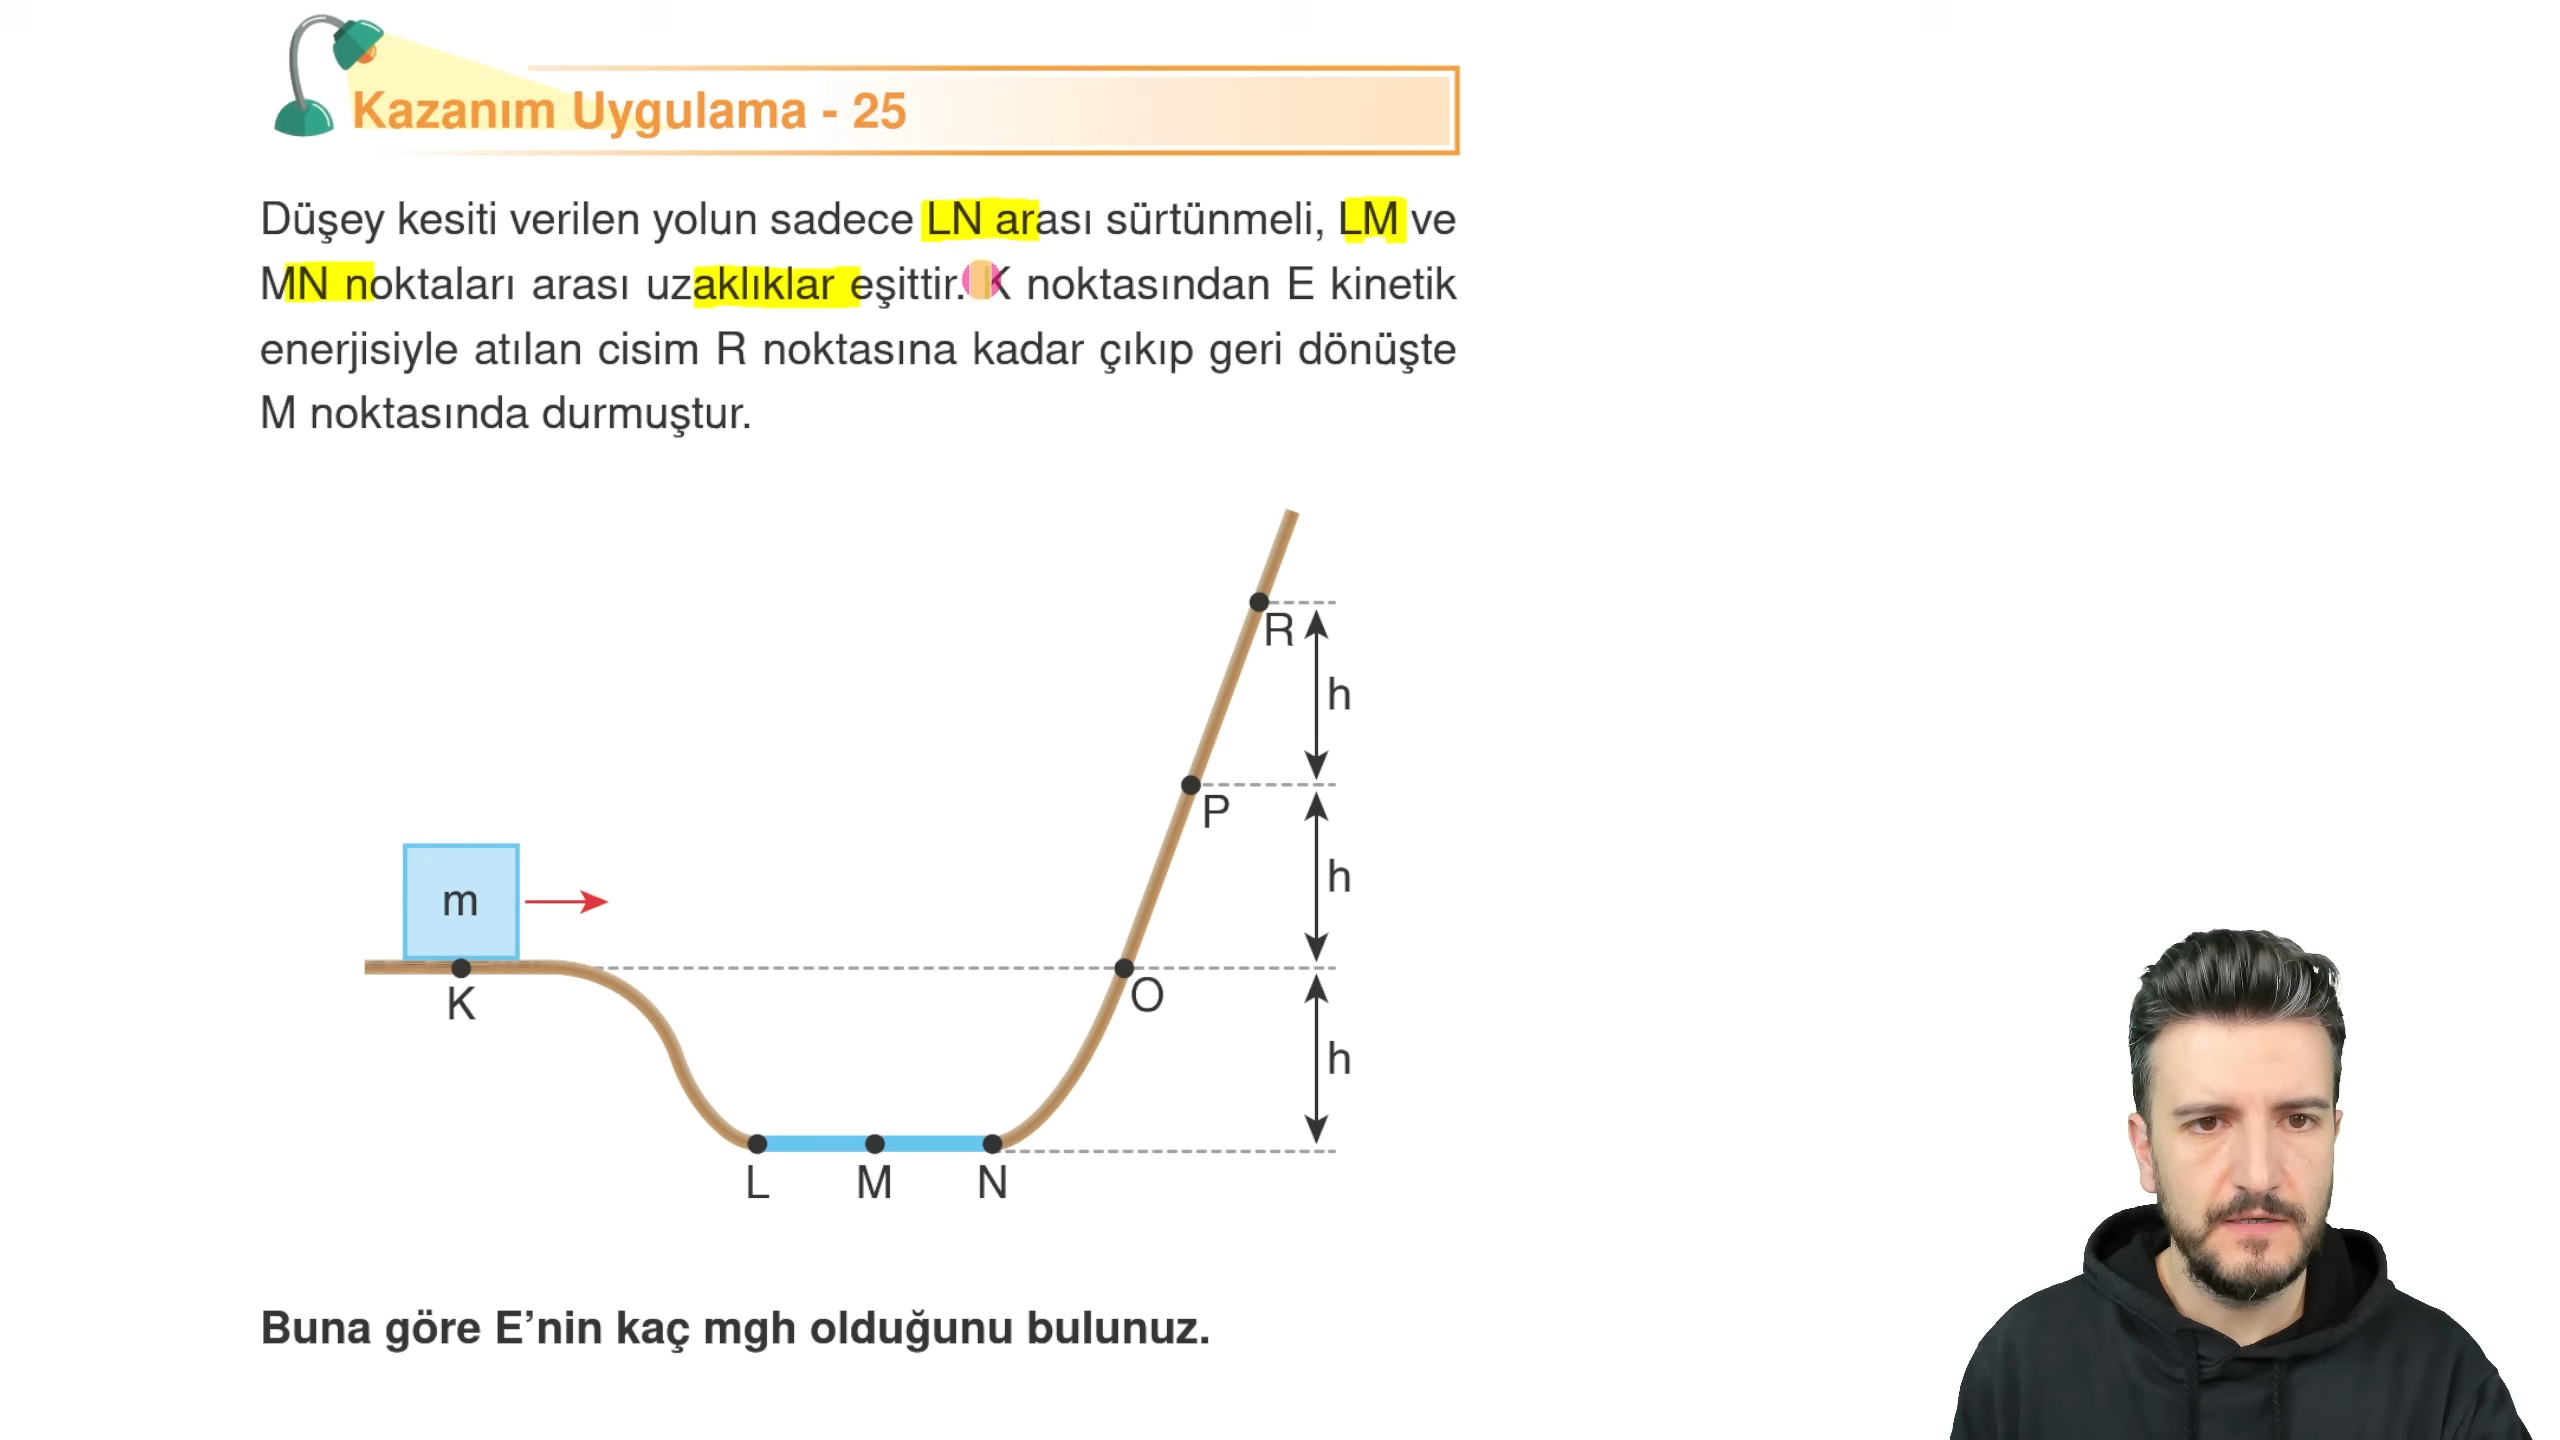 Kazanım Uygulama - 25
Düşey kesiti verilen yolun sadece LN arası sürtünmeli, LM ve
MN noktaları arası uzaklıklar eşittir. K noktasından E kinetik
enerjisiyle atılan cisim R noktasına kadar çıkıp geri dönüşte
M noktasında durmuştur.
R
h
P
h
m
K
O
h
L M N
Buna göre E’nin kaç mgh olduğunu bulunuz.